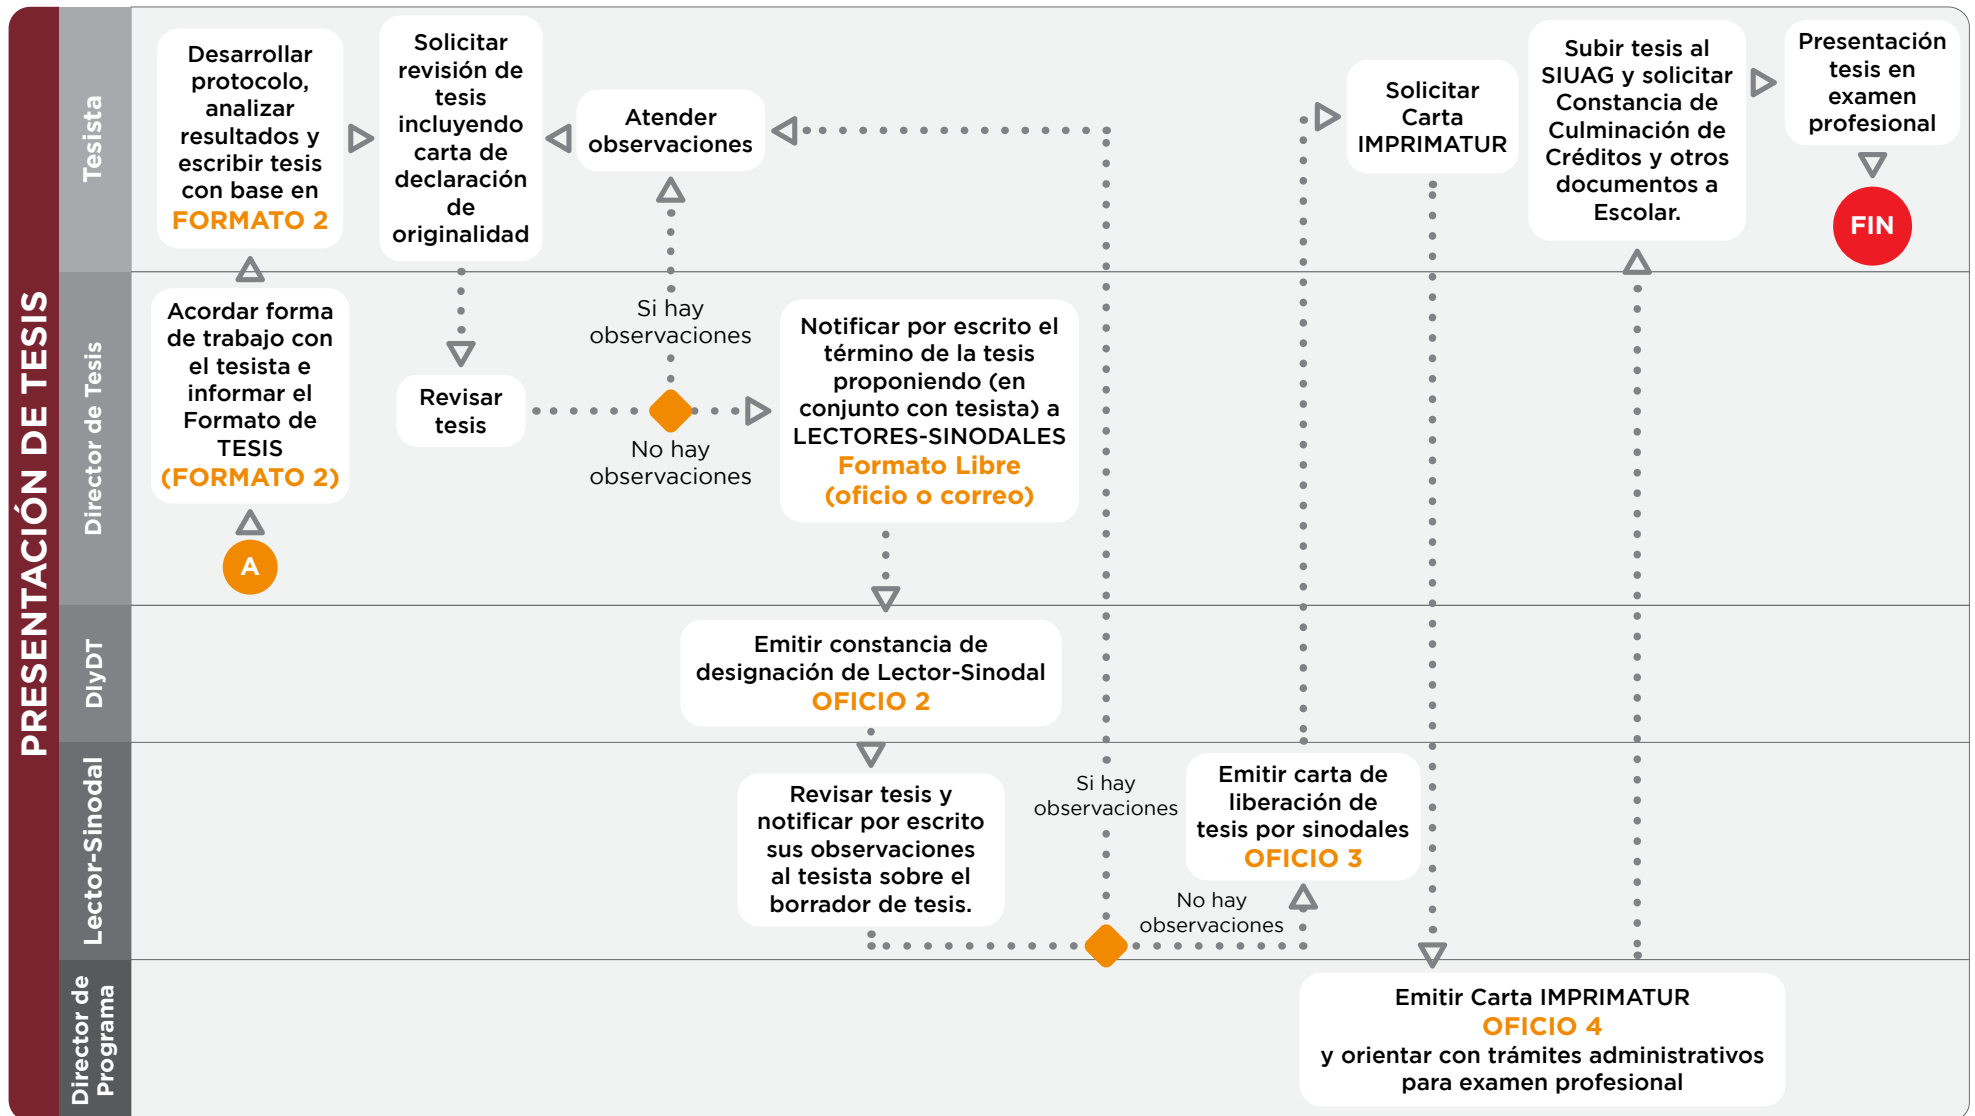 PRESENTACIÓN DE TESIS
Tesista
Desarrollar
protocolo,
analizar
resultados y
escribir tesis
con base en
FORMATO 2
Solicitar
revisión de
tesis
incluyendo
carta de
declaración
de
originalidad
Atender
observaciones
Solicitar
Carta
IMPRIMATUR
Subir tesis al
SIUAG y solicitar
Constancia de
Culminación de
Créditos y otros
documentos a
Escolar.
Presentación
tesis en
examen
profesional
FIN
Director de Tesis
Acordar forma
de trabajo con
el tesista e
informar el
Formato de
TESIS
(FORMATO 2)
A
Revisar
tesis
Si hay
observaciones
No hay
observaciones
Notificar por escrito el
término de la tesis
proponiendo (en
conjunto con tesista) a
LECTORES-SINODALES
Formato Libre
(oficio o correo)
DIyDT
Emitir constancia de
designación de Lector-Sinodal
OFICIO 2
Lector-Sinodal
Revisar tesis y
notificar por escrito
sus observaciones
al tesista sobre el
borrador de tesis.
Si hay
observaciones
No hay
observaciones
Emitir carta de
liberación de
tesis por sinodales
OFICIO 3
Director de
Programa
Emitir Carta IMPRIMATUR
OFICIO 4
y orientar con trámites administrativos
para examen profesional